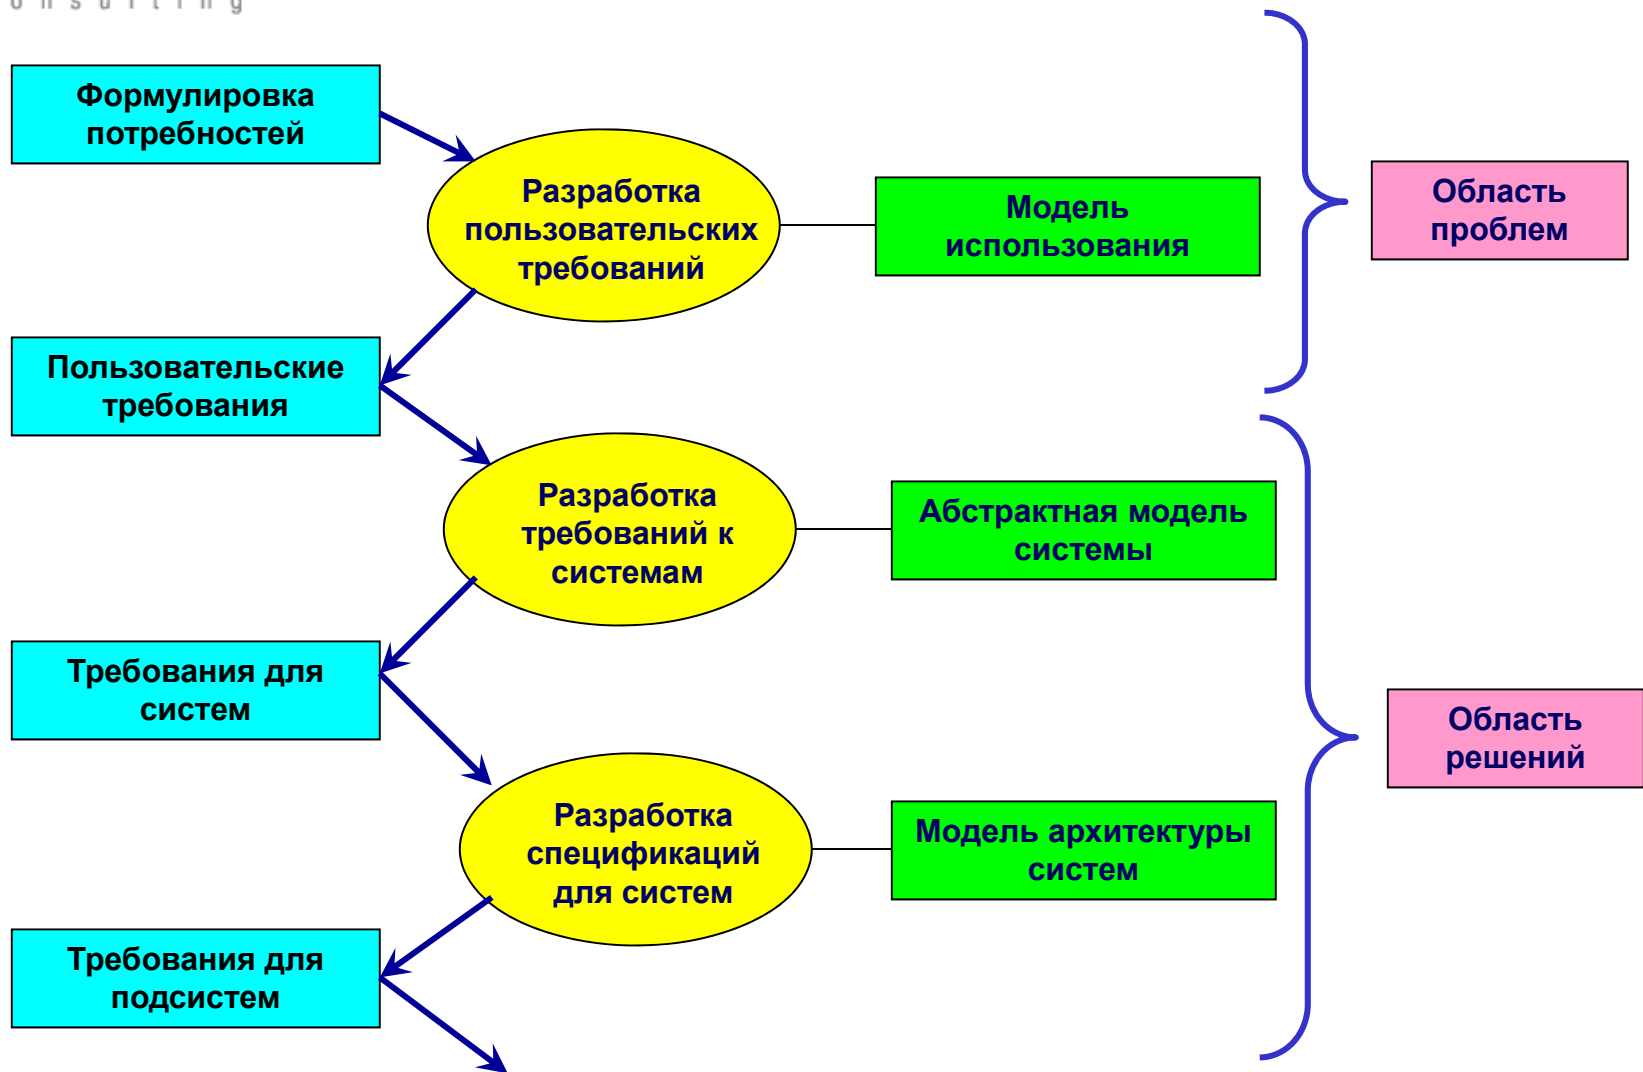 onsulting
Формулировка
потребностей
Разработка
пользовательских
требований
Модель
использования
Область
проблем
Пользовательские
требования
Разработка
требований к
системам
Абстрактная модель
системы
Требования для
систем
Область
решений
Разработка
спецификаций
для систем
Модель архитектуры
систем
Требования для
подсистем